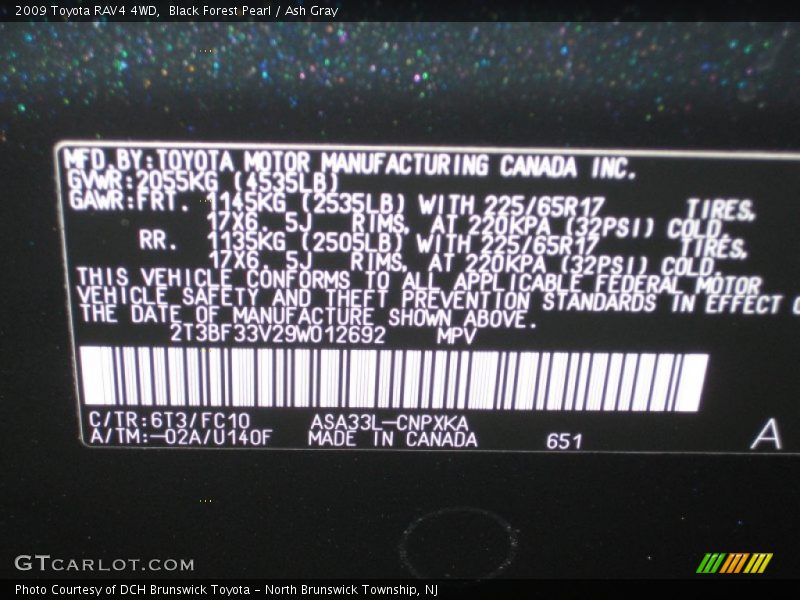 2009 Toyota RAV4 4WD, Black Forest Pearl / Ash Gray
MFD.BY:TOYOTA MOTOR MANUFACTURING CANADA INC.
GVWR:2055KG (4535LB)
GAWR:FRT. 1145KG (2535LB) WITH 225/65R17 TIRES,
17X6.5J RIMS, AT 220KPA (32PSI) COLD.
RR. 1135KG (2505LB) WITH 225/65R17 TIRES,
17X6.5J RIMS, AT 220KPA (32PSI) COLD.
THIS VEHICLE CONFORMS TO ALL APPLICABLE FEDERAL MOTOR
VEHICLE SAFETY AND THEFT PREVENTION STANDARDS IN EFFECT
THE DATE OF MANUFACTURE SHOWN ABOVE.
2T3BF33V29W012692 MPV
C/TR:6T3/FC10 ASA33L-CNPXKA
A/TM:-02A/U140F MADE IN CANADA 651 A
GTCARLOT.COM
Photo Courtesy of DCH Brunswick Toyota - North Brunswick Township, NJ